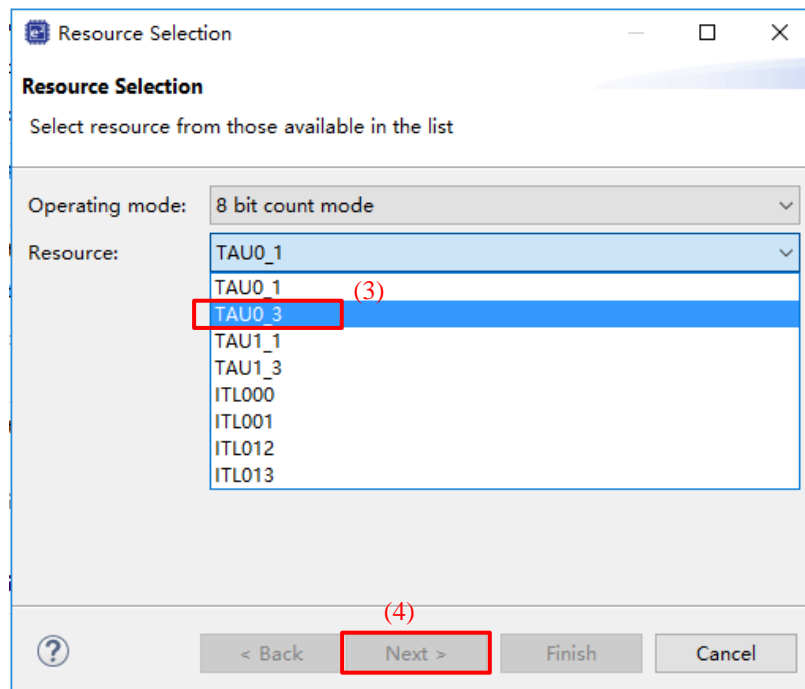 Resource Selection
Resource Selection
Select resource from those available in the list
Operating mode: 8 bit count mode
Resource: TAU0_1
TAU0_1 (3)
TAU0_3
TAU1_1
TAU1_3
ITL000
ITL001
ITL012
ITL013
(4)
? < Back Next > Finish Cancel